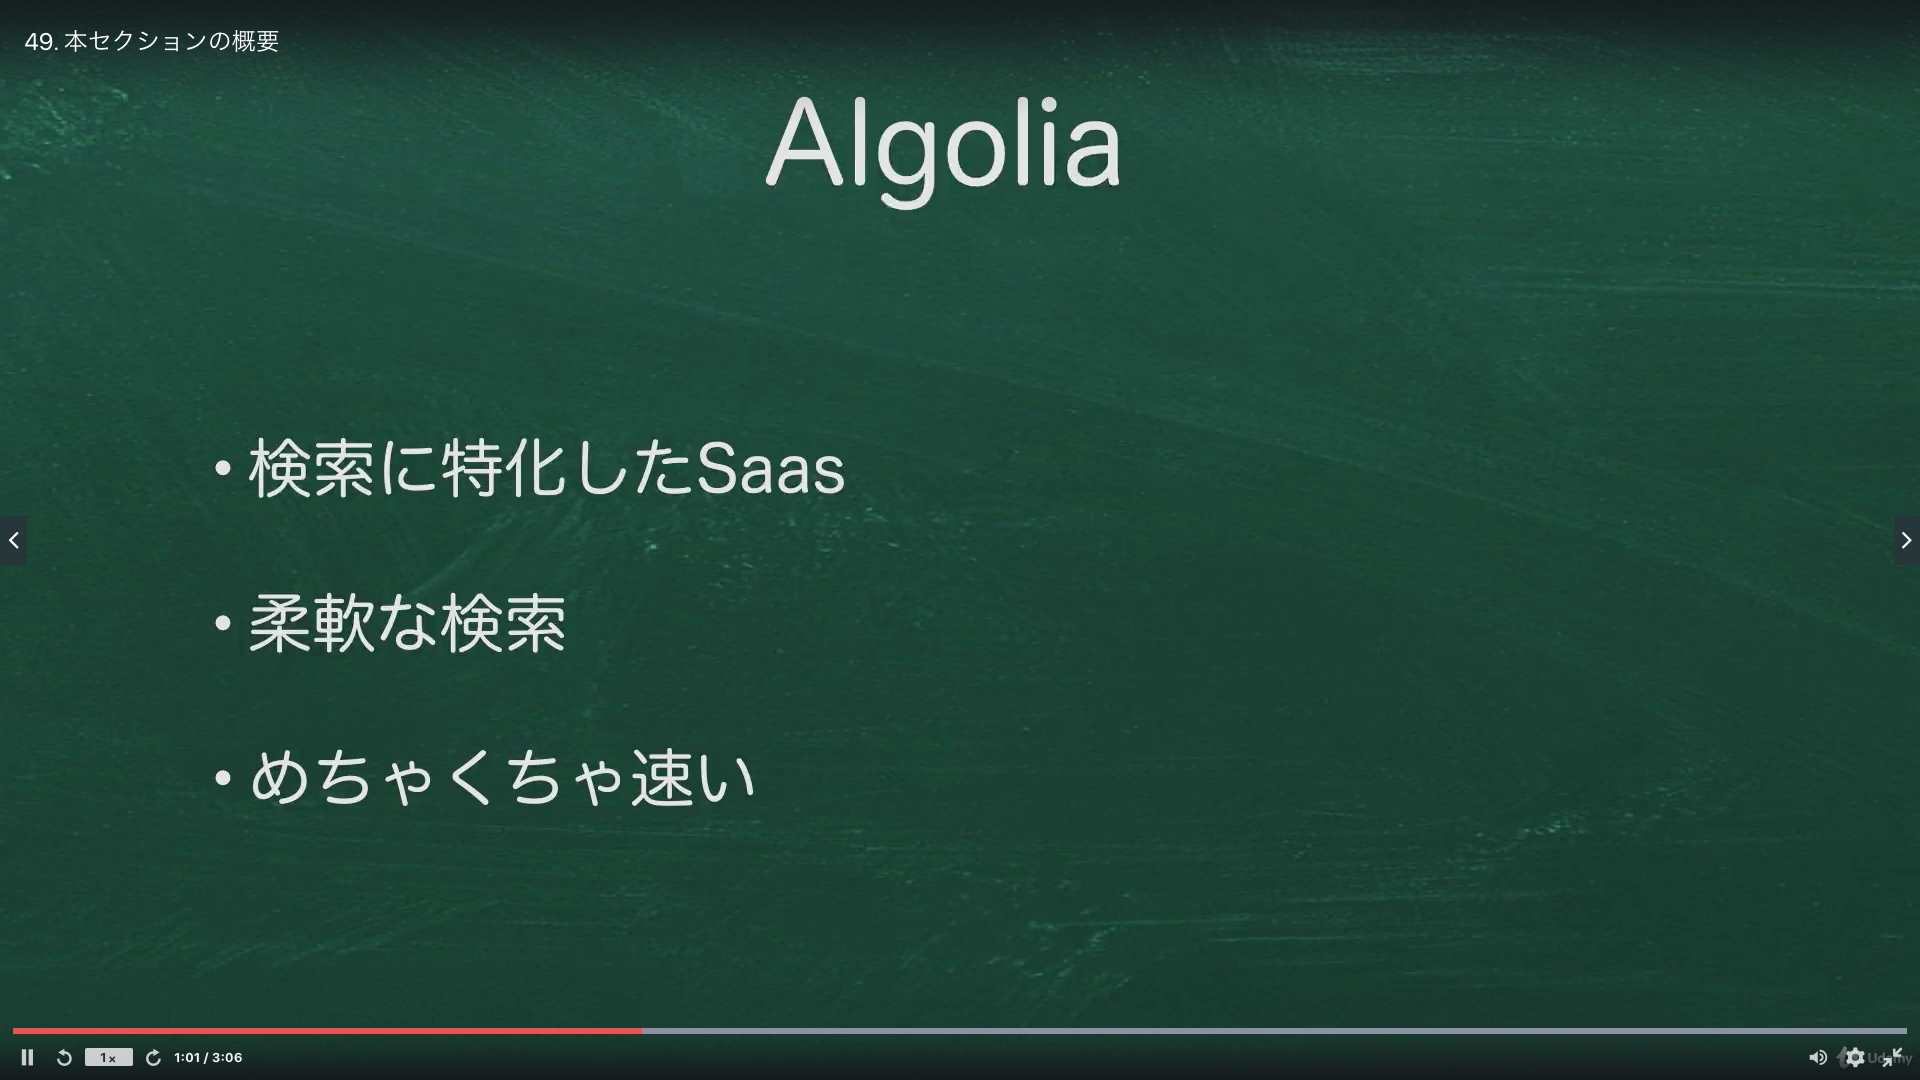 49. 本セクションの概要
Algolia
• 検索に特化したSaas
• 柔軟な検索
• めちゃくちゃ速い
1x
1:01 / 3:06
Udemy